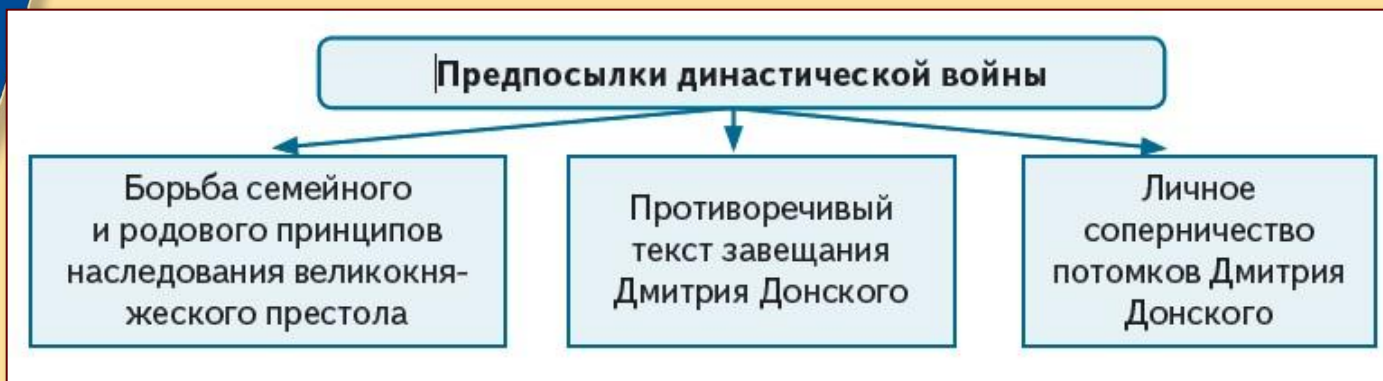 Предпосылки династической войны
Борьба семейного
и родового принципов
наследования великокня-
жеского престола
Противоречивый
текст завещания
Дмитрия Донского
Личное
соперничество
потомков Дмитрия
Донского